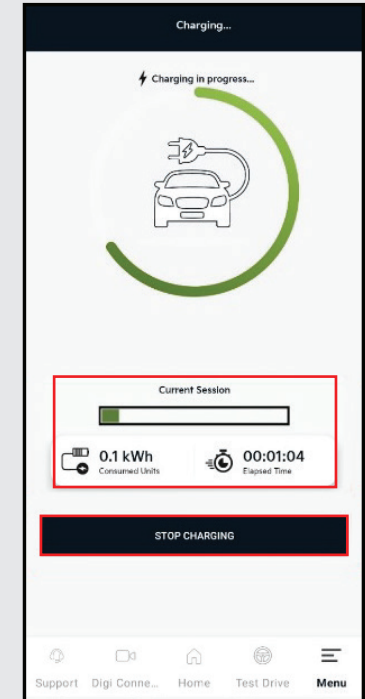 Charging...
Charging in progress...
Current Session
0.1 kWh
Consumed Units
00:01:04
Elapsed Time
STOP CHARGING
Support Digi Conne... Home Test Drive Menu